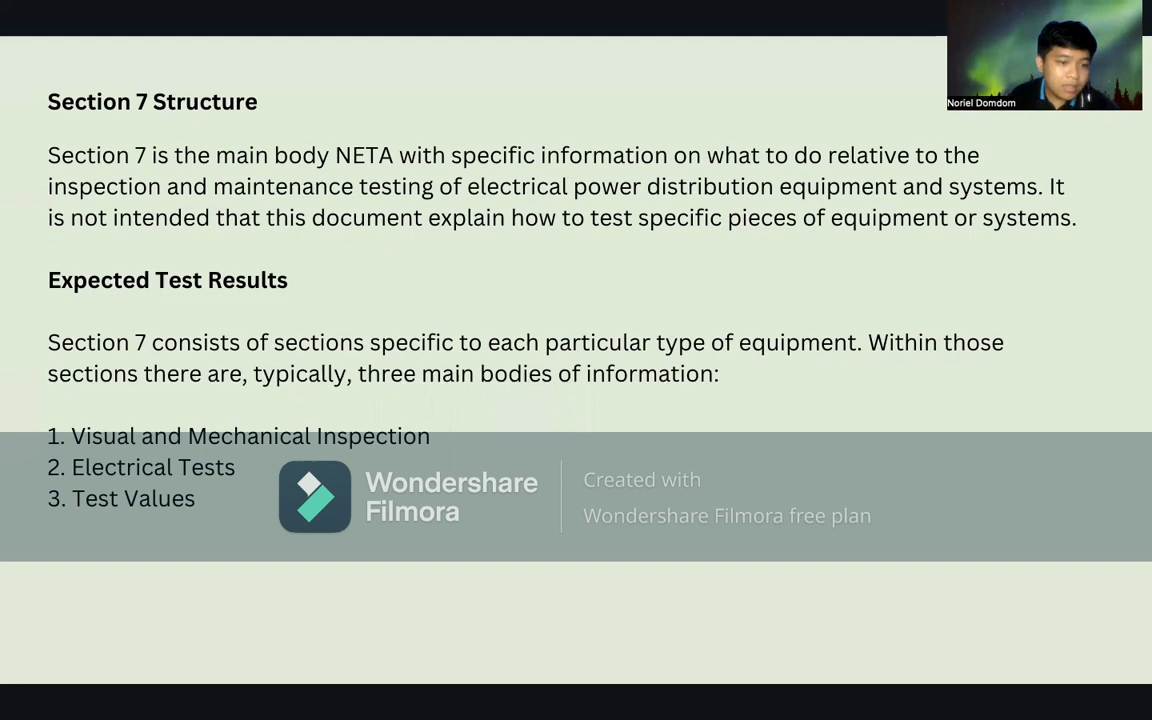 Noriel Domdom
Section 7 Structure
Section 7 is the main body NETA with specific information on what to do relative to the
inspection and maintenance testing of electrical power distribution equipment and systems. It
is not intended that this document explain how to test specific pieces of equipment or systems.
Expected Test Results
Section 7 consists of sections specific to each particular type of equipment. Within those
sections there are, typically, three main bodies of information:
1. Visual and Mechanical Inspection
2. Electrical Tests
3. Test Values
Wondershare
Filmora
Created with
Wondershare Filmora free plan